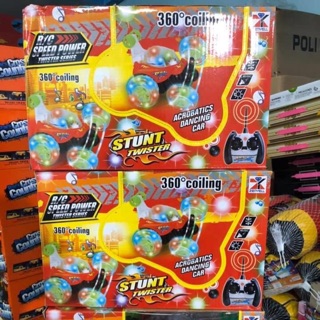 360°coiling
R/C
SPEED POWER
TWISTER SERIES
360°coiling
ACROBATICS
DANCING
CAR
STUNT
TWISTER
360°coiling
R/C
SPEED POWER
TWISTER SERIES
360°coiling
ACROBATICS
DANCING
CAR
STUNT
TWISTER
POLI